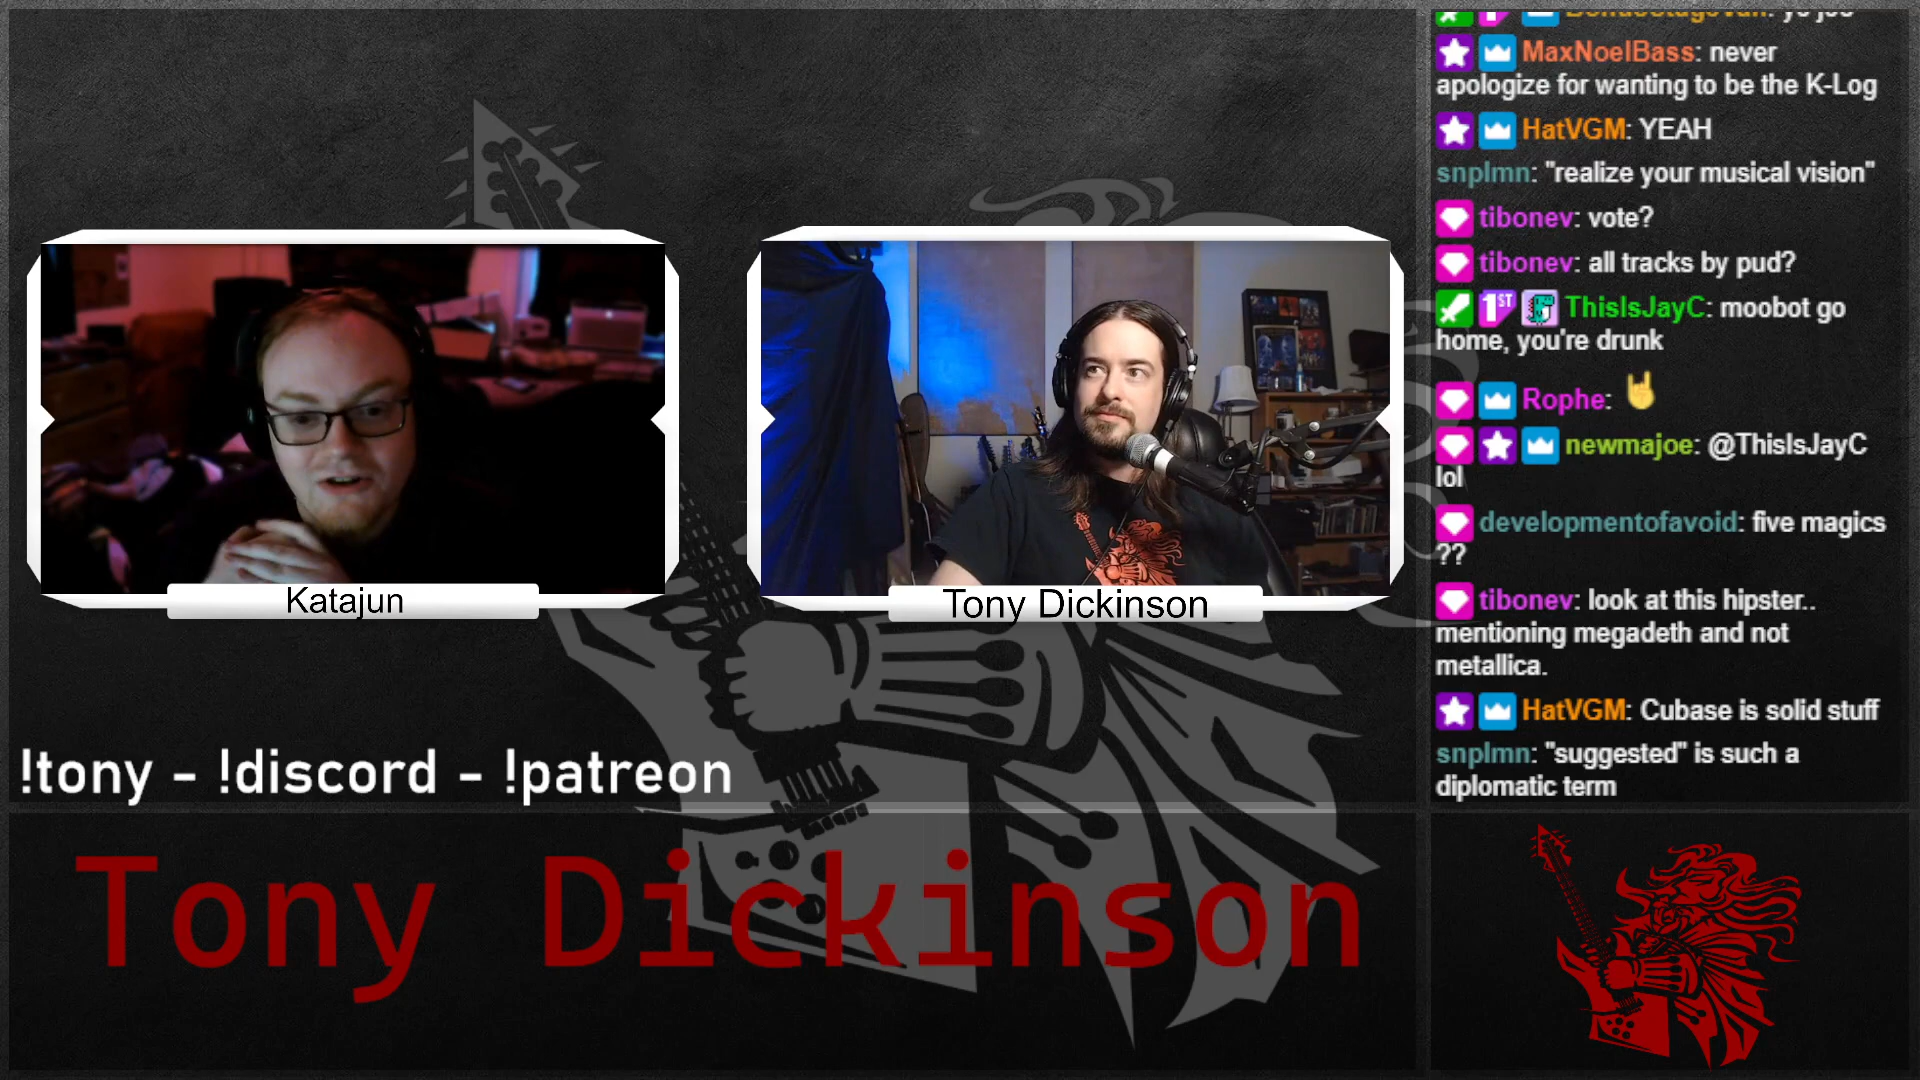 Katajun
Tony Dickinson
!tony - !discord - !patreon
Tony Dickinson
MaxNoelBass: never
apologize for wanting to be the K-Log
HatVGM: YEAH
snplmn: "realize your musical vision"
tibonev: vote?
tibonev: all tracks by pud?
1ST ThisIsJayC: moobot go
home, you're drunk
Rophe: 🤘
newmajoe: @ThisIsJayC
lol
developmentofavoid: five magics
??
tibonev: look at this hipster..
mentioning megadeth and not
metallica.
HatVGM: Cubase is solid stuff
snplmn: "suggested" is such a
diplomatic term